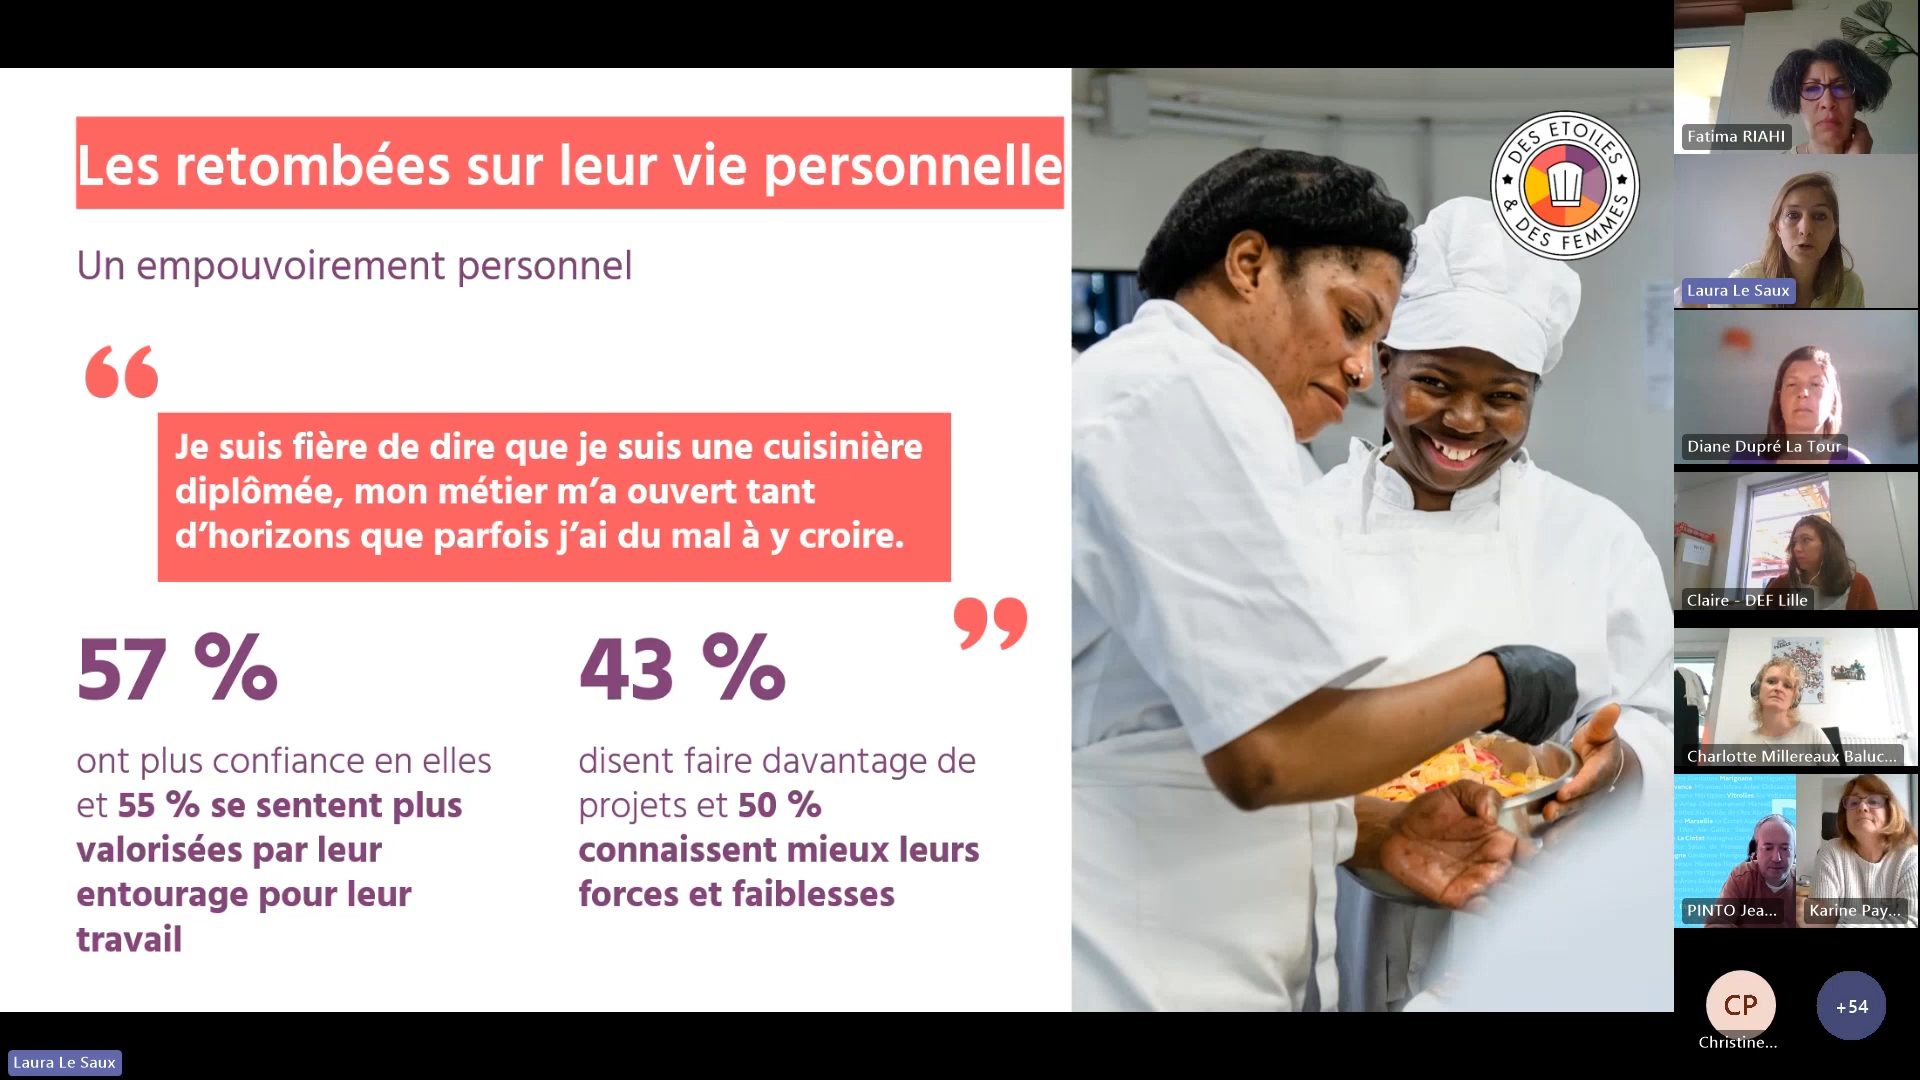 Les retombées sur leur vie personnelle
Un empouvoirement personnel
“
Je suis fière de dire que je suis une cuisinière
diplômée, mon métier m’a ouvert tant
d’horizons que parfois j’ai du mal à y croire.
”
57 %
ont plus confiance en elles
et 55 % se sentent plus
valorisées par leur
entourage pour leur
travail
43 %
disent faire davantage de
projets et 50 %
connaissent mieux leurs
forces et faiblesses
DES ETOILES
& DES FEMMES
Fatima RIAHI
Laura Le Saux
Diane Dupré La Tour
Claire - DEF Lille
Charlotte Millereaux Baluc...
Marignane
Vitrolles
Marseille
PINTO Jea...
Karine Pay...
CP
Christine...
+54
Laura Le Saux